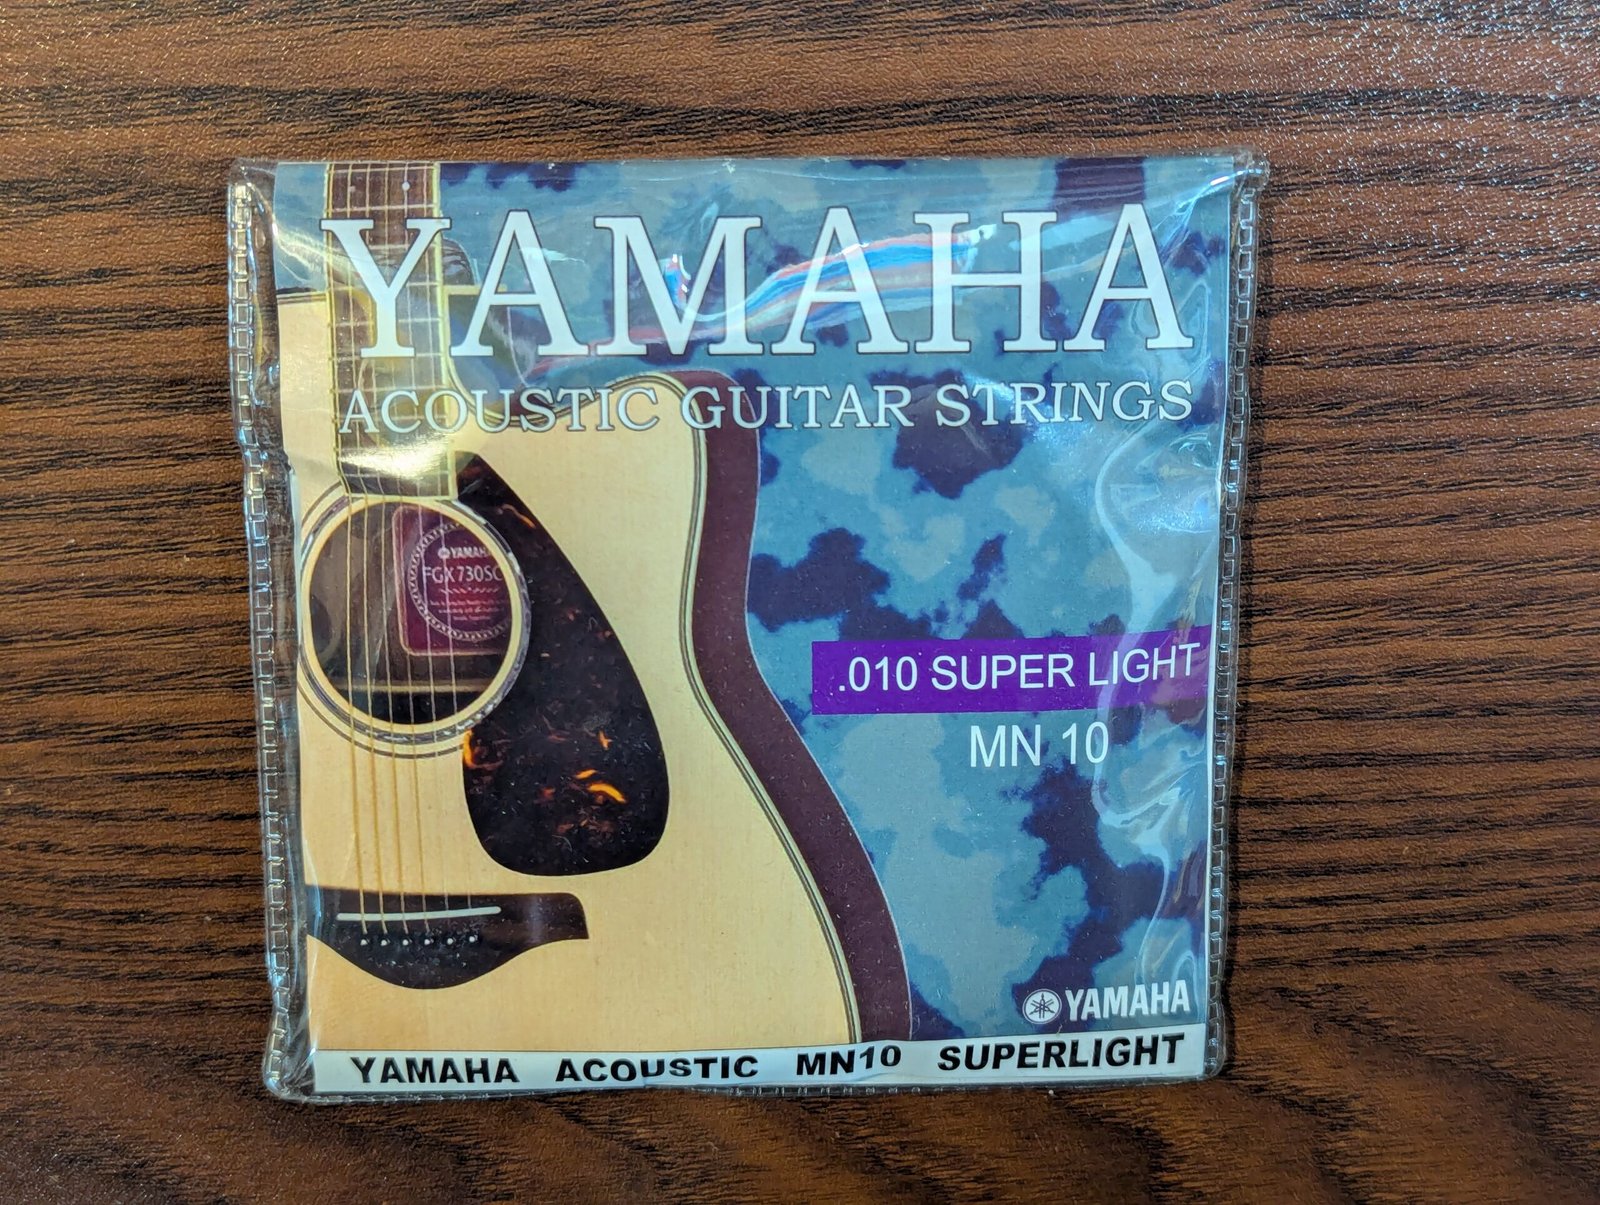 YAMAHA
ACOUSTIC GUITAR STRINGS
YAMAHA
FGX730SC
.010 SUPER LIGHT
MN 10
YAMAHA
YAMAHA ACOUSTIC MN10 SUPERLIGHT